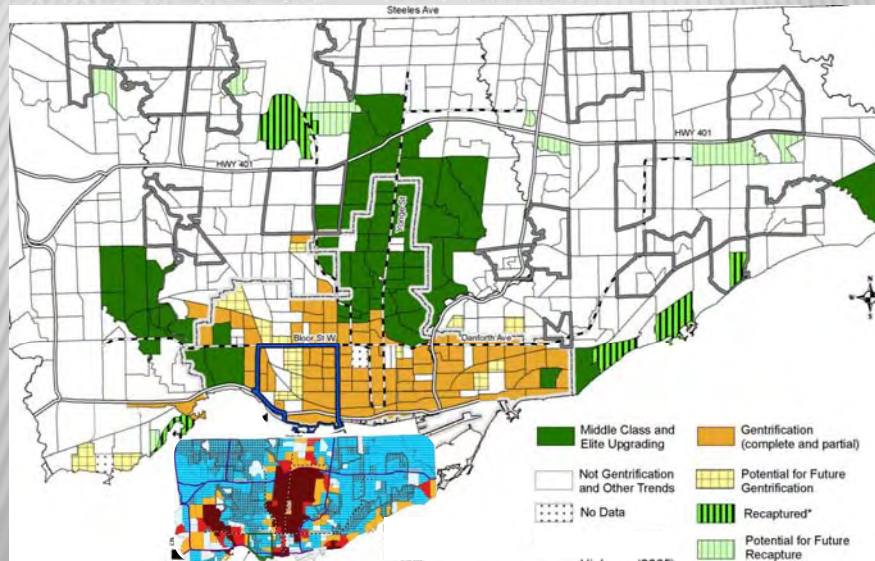 Steeles Ave
HWY 401
HWY 401
Yonge St
Bloor St W
Danforth Ave
N
S
Middle Class and
Elite Upgrading
Gentrification
(complete and partial)
Not Gentrification
and Other Trends
Potential for Future
Gentrification
No Data
Recaptured*
Potential for Future
Recapture